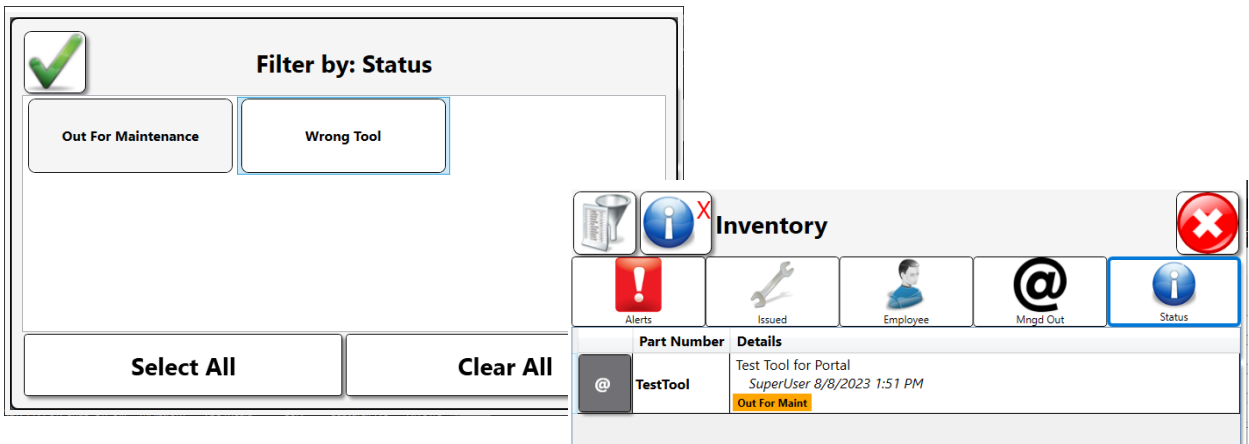 Filter by: Status
Out For Maintenance
Wrong Tool
Select All
Clear All
X
Inventory
Alerts
Issued
Employee
@
Mngd Out
Status
Part Number
Details
@
TestTool
Test Tool for Portal
SuperUser 8/8/2023 1:51 PM
Out For Maint